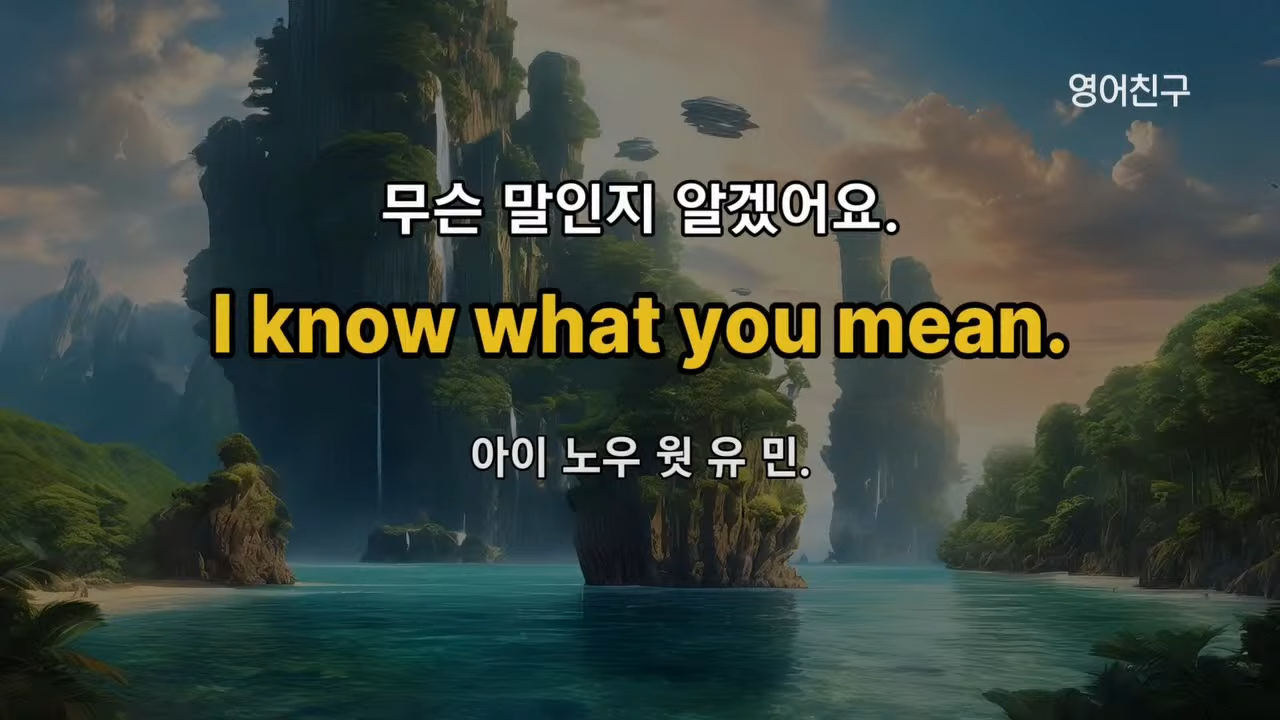 영어친구
무슨 말인지 알겠어요.
I know what you mean.
아이 노우 윗 유 민.